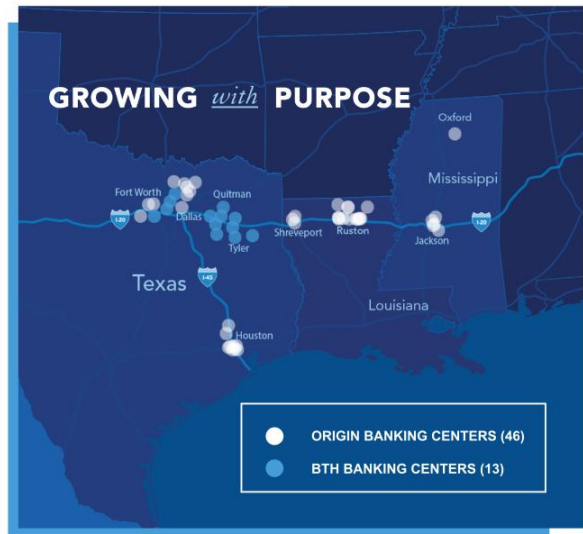 GROWING with PURPOSE
Oxford
Mississippi
Fort Worth
Quitman
Dallas
I-20
Shreveport
Ruston
Jackson
I-20
Tyler
Texas
I-45
Louisiana
Houston
ORIGIN BANKING CENTERS (46)
BTH BANKING CENTERS (13)